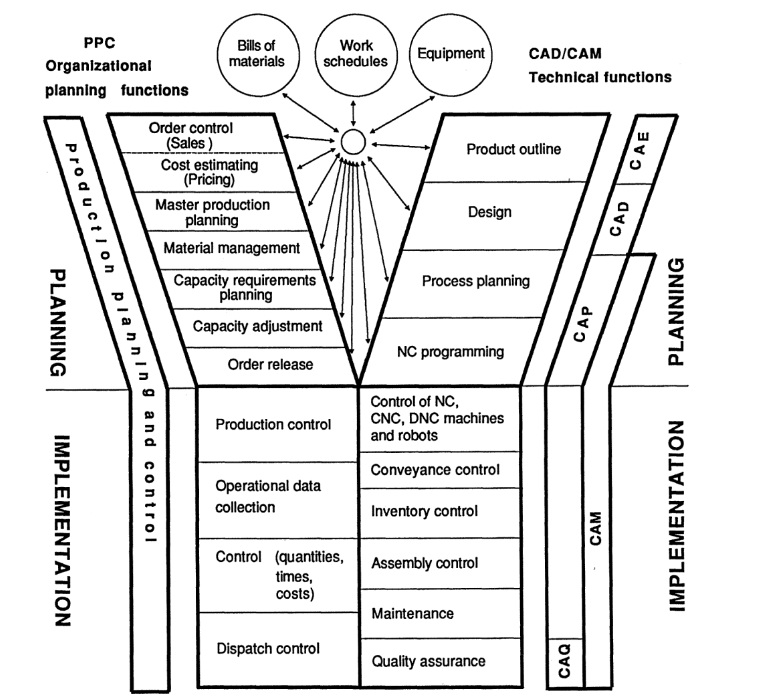 PPC
Organizational
planning functions
Bills of
materials
Work
schedules
Equipment
CAD/CAM
Technical functions
Production planning and control
PLANNING
IMPLEMENTATION
Order control
(Sales)
Cost estimating
(Pricing)
Master production
planning
Material management
Capacity requirements
planning
Capacity adjustment
Order release
Production control
Operational data
collection
Control (quantities,
times,
costs)
Dispatch control
Product outline
Design
Process planning
NC programming
Control of NC,
CNC, DNC machines
and robots
Conveyance control
Inventory control
Assembly control
Maintenance
Quality assurance
CAE
CAD
CAP
CAM
CAQ
PLANNING
IMPLEMENTATION